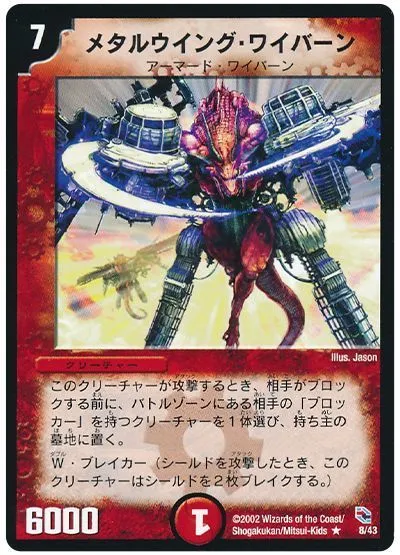 7
メタルウイング・ワイバーン
アーマード・ワイバーン
Illus. Jason
クリーチャー
このクリーチャーが攻撃するとき、相手がブロッ
クする前に、バトルゾーンにある相手の「ブロッ
カー」を持つクリーチャーを1体選び、持ち主の
墓地に置く。
W・ブレイカー（シールドを攻撃したとき、この
クリーチャーはシールドを2枚ブレイクする。）
6000
1
©2002 Wizards of the Coast/
Shogakukan/Mitsui-Kids ★ 8/43